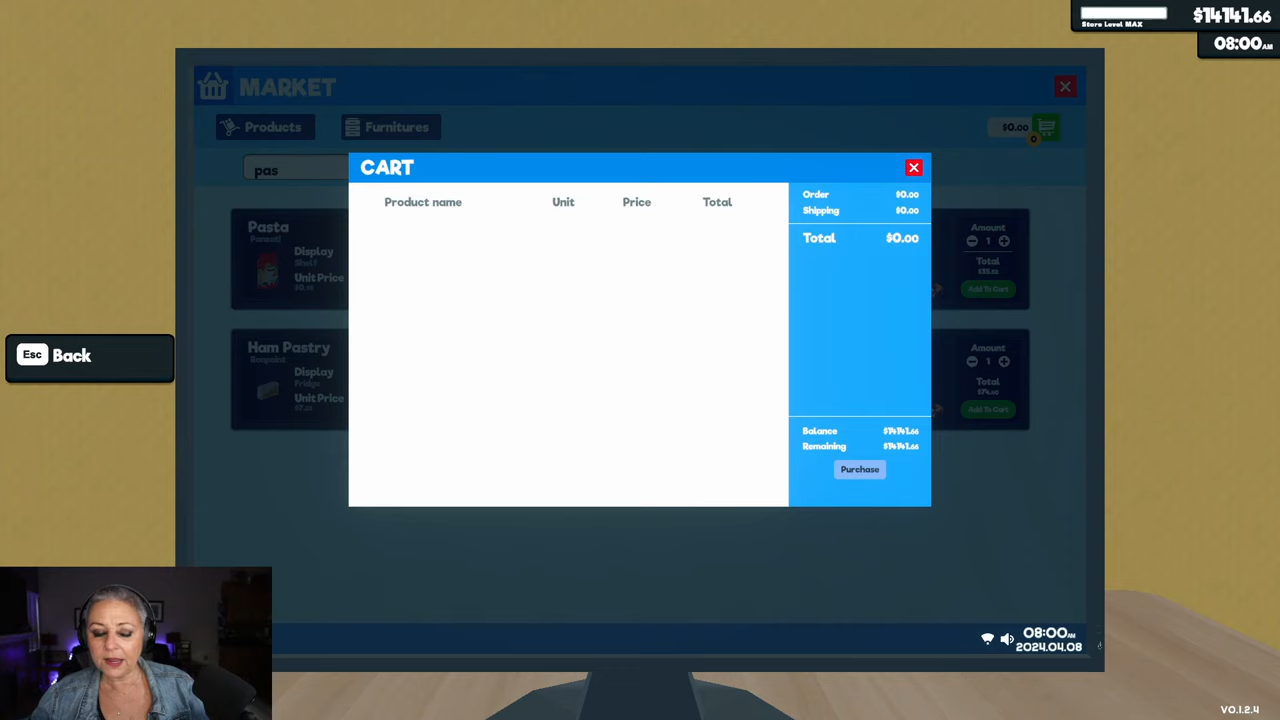 $14141.66
Store Level MAX
08:00AM
MARKET
Products
Furnitures
$0.00
0
pas
CART
Product name Unit Price Total
Order $0.00
Shipping $0.00
Total $0.00
Balance $14141.66
Remaining $14141.66
Purchase
Pasta
Display
Shelf
Unit Price
Amount
1
Total
Add To Cart
Ham Pastry
Display
Fridge
Unit Price
Amount
1
Total
Add To Cart
Esc Back
08:00AM
2024.04.08
V0.1.2.4